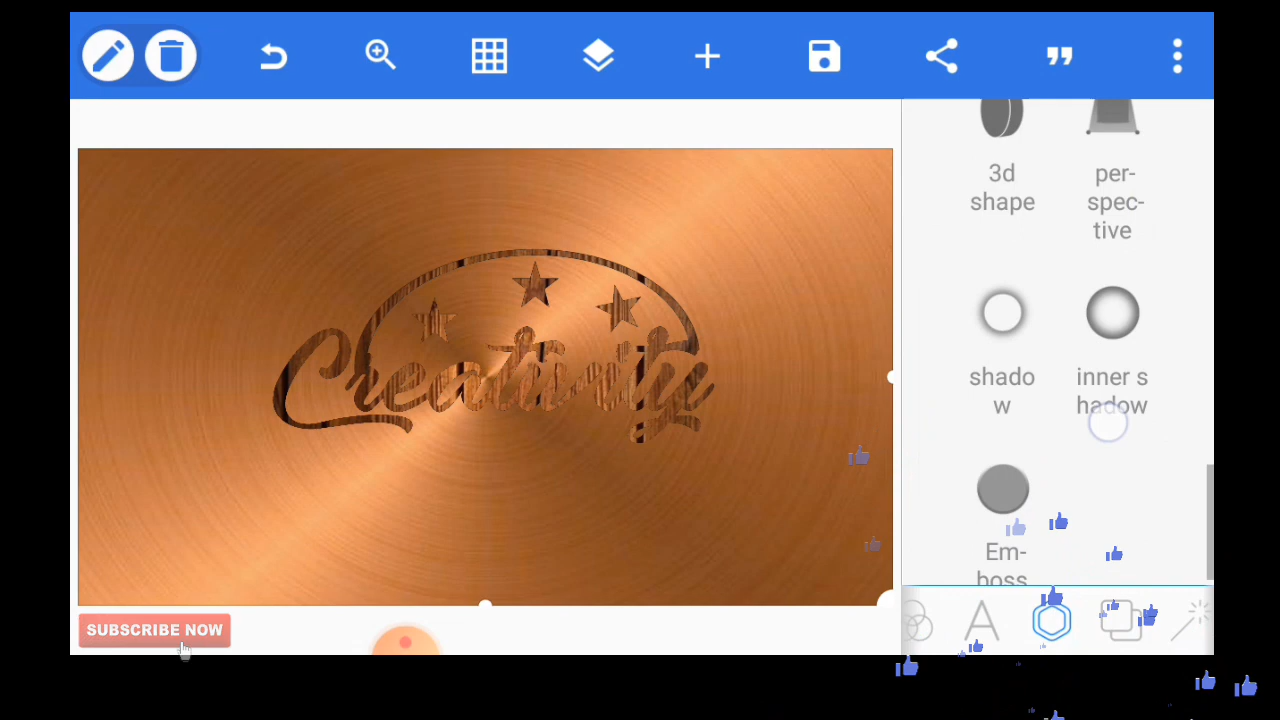 3d
shape
per-
spec-
tive
Creativity
shado
w
inner s
hadow
Em-
boss
SUBSCRIBE NOW